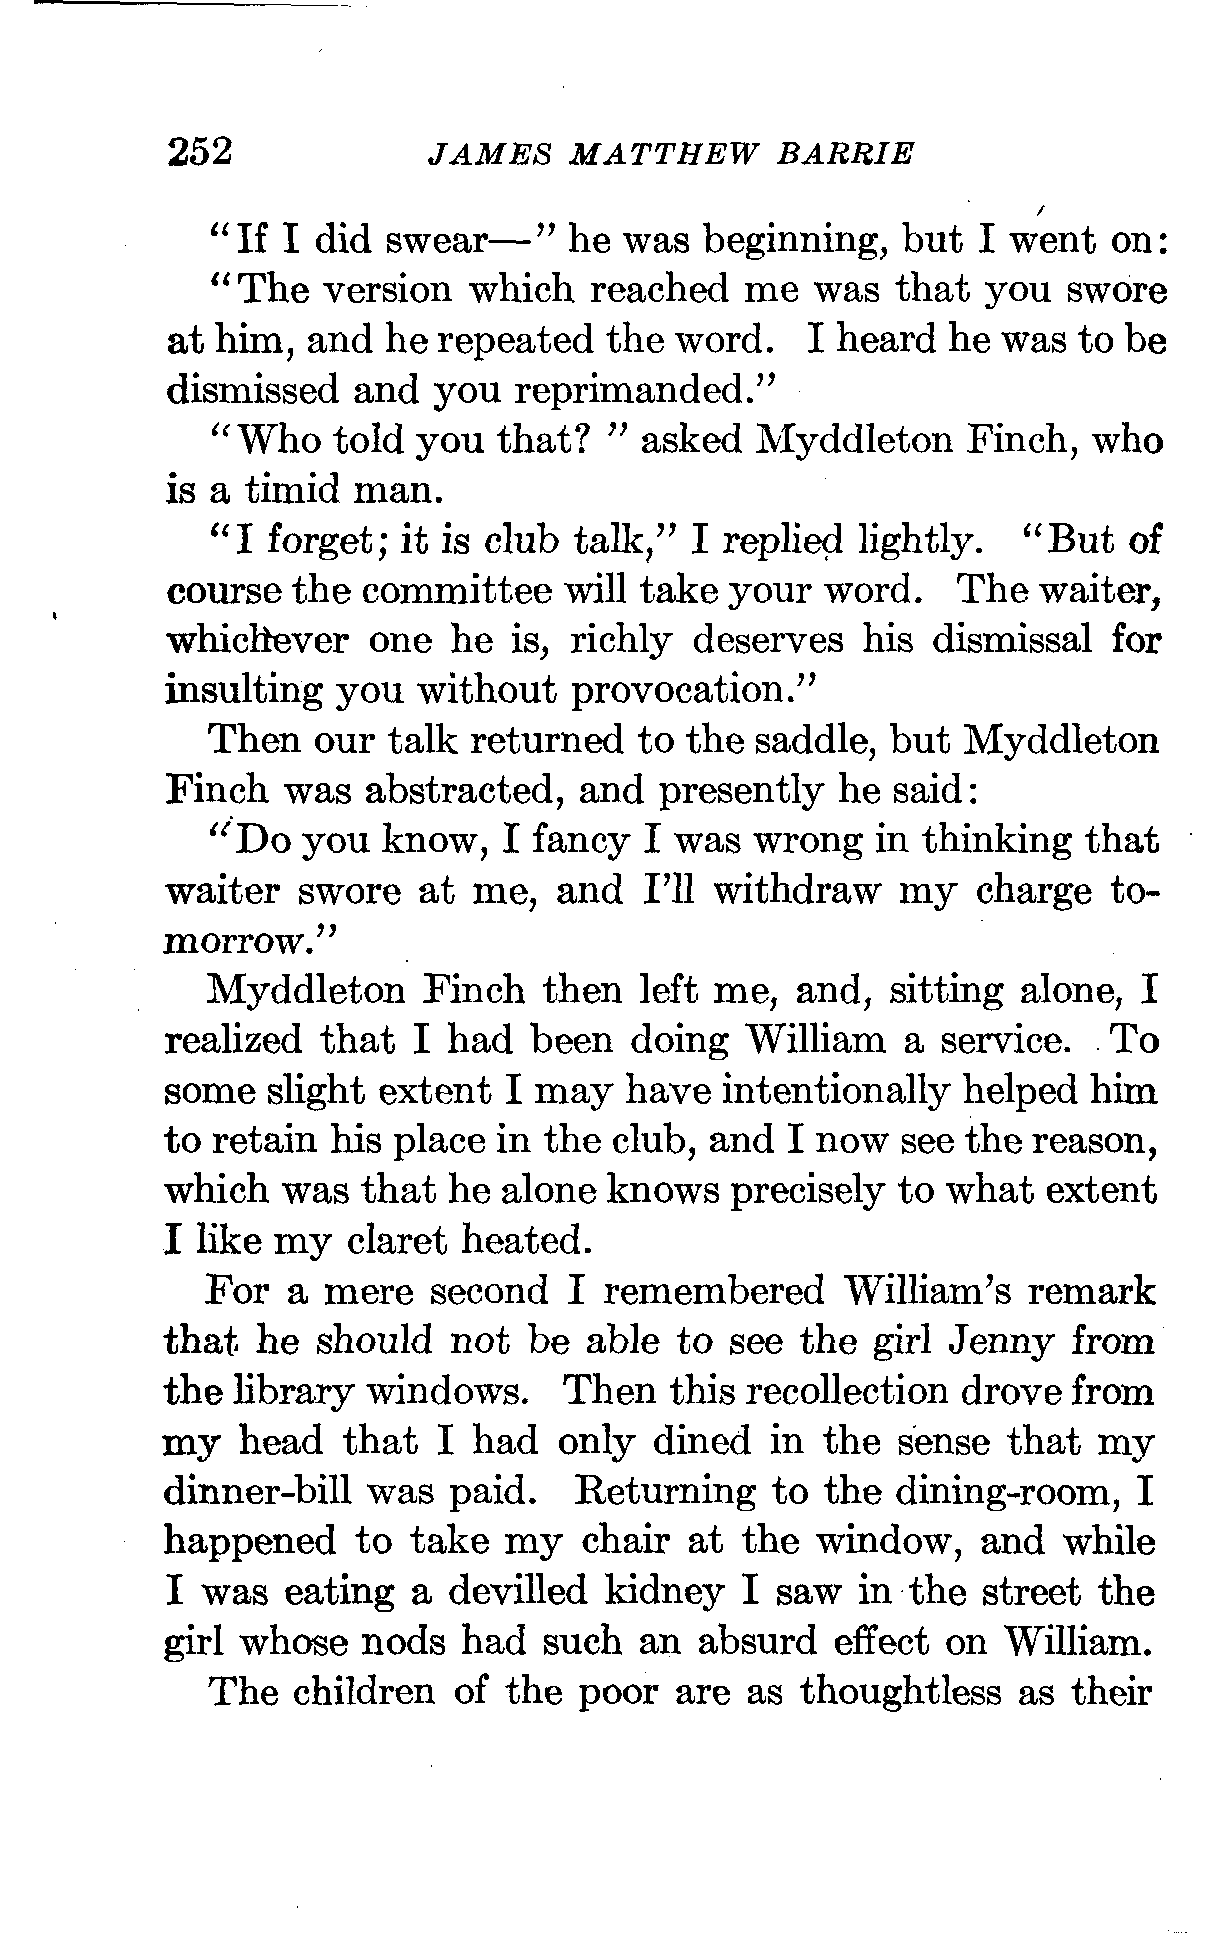 252 JAMES MATTHEW BARRIE
"If I did swear—" he was beginning, but I went on:
"The version which reached me was that you swore
at him, and he repeated the word. I heard he was to be
dismissed and you reprimanded."
"Who told you that? " asked Myddleton Finch, who
is a timid man.
"I forget; it is club talk," I replied lightly. "But of
course the committee will take your word. The waiter,
whichever one he is, richly deserves his dismissal for
insulting you without provocation."
Then our talk returned to the saddle, but Myddleton
Finch was abstracted, and presently he said:
"Do you know, I fancy I was wrong in thinking that
waiter swore at me, and I'll withdraw my charge to-
morrow."
Myddleton Finch then left me, and, sitting alone, I
realized that I had been doing William a service. To
some slight extent I may have intentionally helped him
to retain his place in the club, and I now see the reason,
which was that he alone knows precisely to what extent
I like my claret heated.
For a mere second I remembered William's remark
that he should not be able to see the girl Jenny from
the library windows. Then this recollection drove from
my head that I had only dined in the sense that my
dinner-bill was paid. Returning to the dining-room, I
happened to take my chair at the window, and while
I was eating a devilled kidney I saw in the street the
girl whose nods had such an absurd effect on William.
The children of the poor are as thoughtless as their